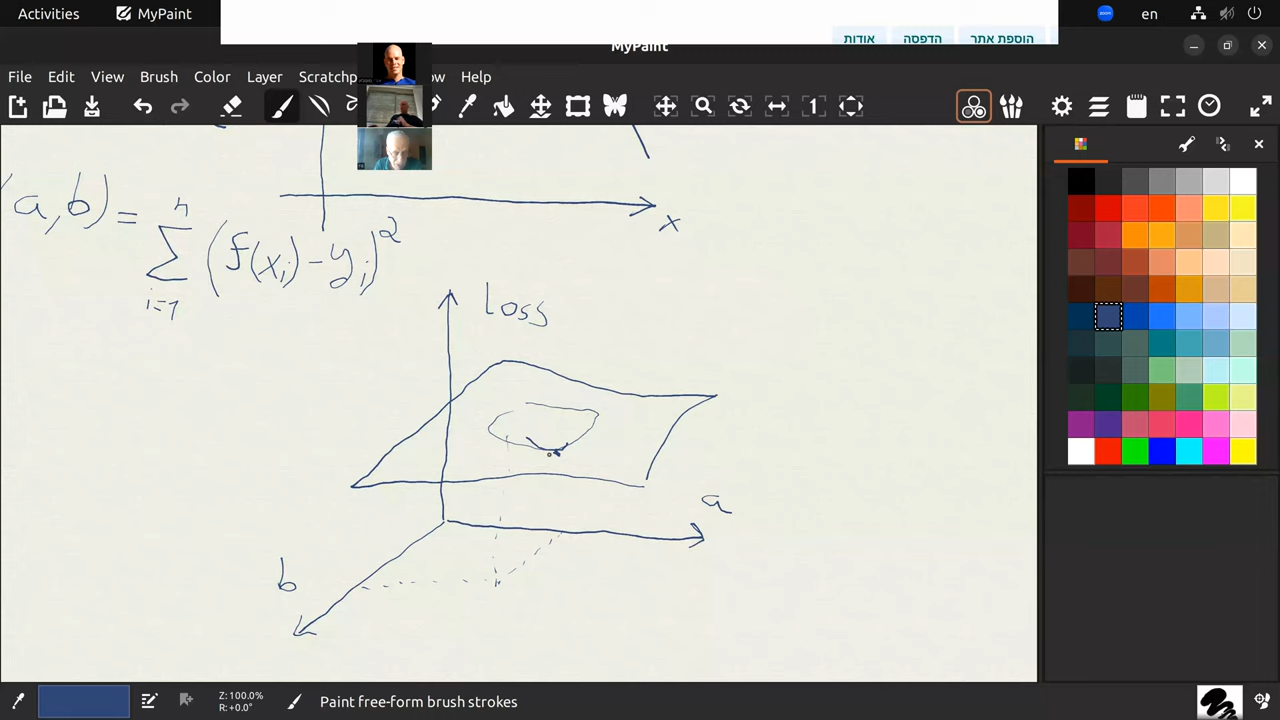 Activities MyPaint en
הוספת אתר הדפסה אודות
MyPaint
File Edit View Brush Color Layer Scratchp ow Help
x
(a,b) = n
∑ (f(xi) - yi)2
i=1
Loss
a
b
Z: 100.0%
R: +0.0°
Paint free-form brush strokes